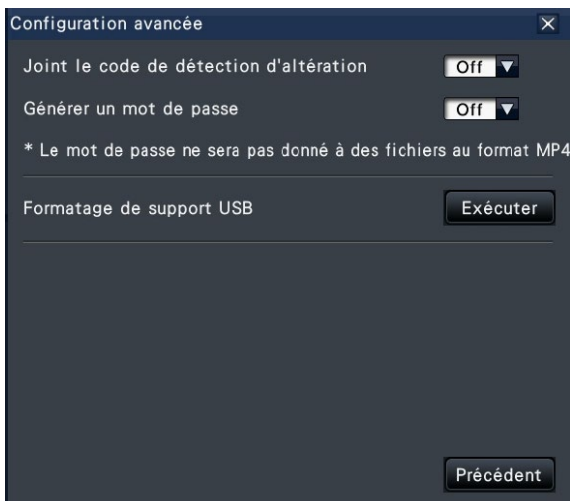 Configuration avancée
Joint le code de détection d'altération Off
Générer un mot de passe Off
* Le mot de passe ne sera pas donné à des fichiers au format MP4
Formatage de support USB Exécuter
Précédent